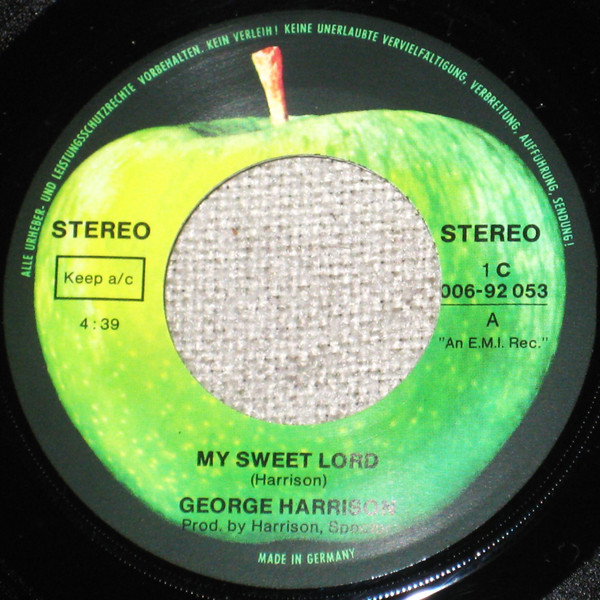 ALLE URHEBER- UND LEISTUNGSSCHUTZRECHTE VORBEHALTEN. KEIN VERLEIH! KEINE UNERLAUBTE VERVIELFÄLTIGUNG, VERBREITUNG, AUFFÜHRUNG, SENDUNG!
STEREO
Keep a/c
4:39
STEREO
1 C
006-92 053
A
"An E.M.I. Rec."
MY SWEET LORD
(Harrison)
GEORGE HARRISON
Prod. by Harrison,
MADE IN GERMANY